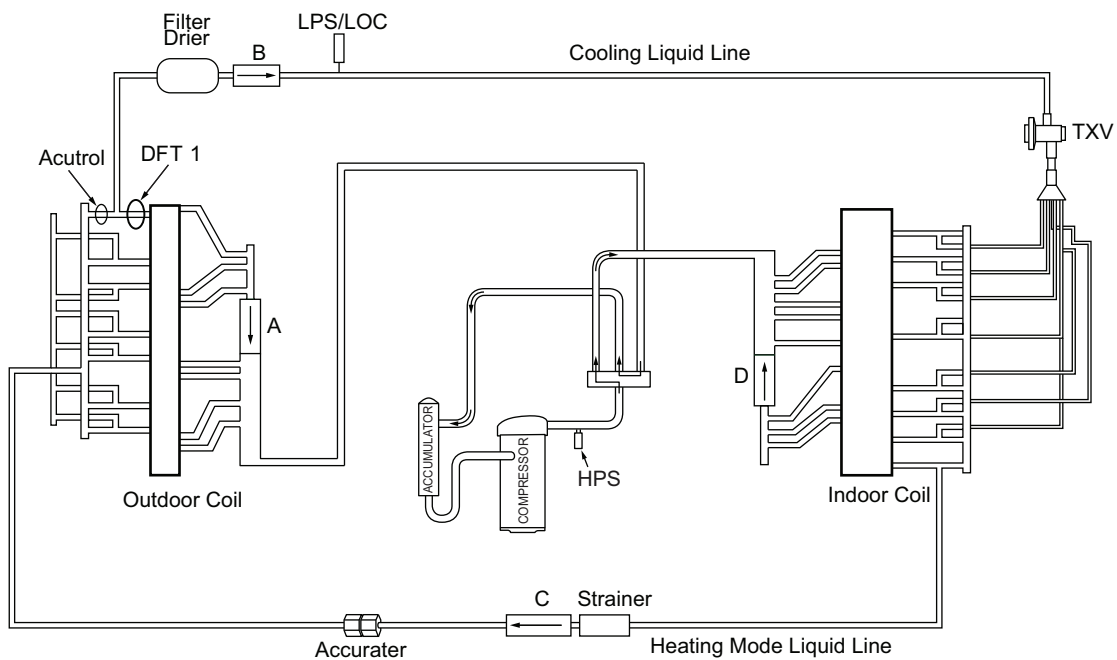 Filter
Drier
B
LPS/LOC
Cooling Liquid Line
TXV
Acutrol
DFT 1
A
D
ACCUMULATOR
COMPRESSOR
HPS
Outdoor Coil
Indoor Coil
C
Strainer
Accurater
Heating Mode Liquid Line